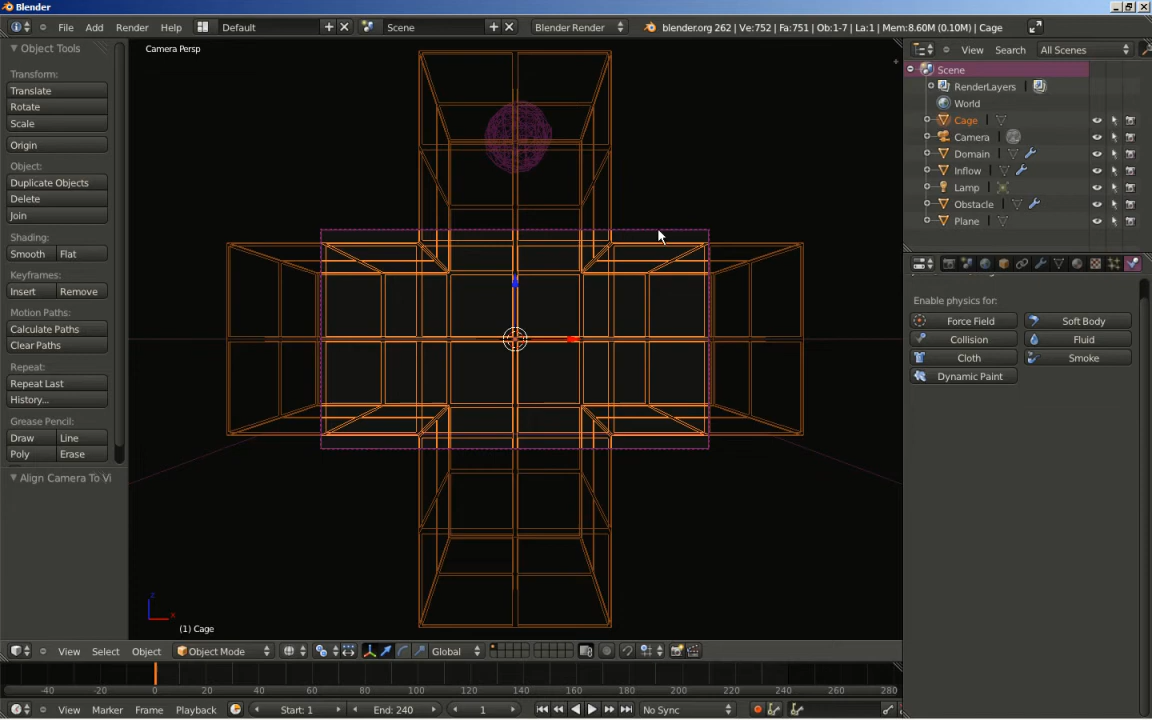 Blender
File Add Render Help Default Scene Blender Render blender.org 262 | Ve:752 | Fa:751 | Ob:1-7 | La:1 | Mem:8.60M (0.10M) | Cage
Object Tools
Transform:
Translate
Rotate
Scale
Origin
Object:
Duplicate Objects
Delete
Join
Shading:
Smooth Flat
Keyframes:
Insert Remove
Motion Paths:
Calculate Paths
Clear Paths
Repeat:
Repeat Last
History...
Grease Pencil:
Draw Line
Poly Erase
Align Camera To Vi
Camera Persp
z
x
(1) Cage
View Select Object Object Mode Global
View Search All Scenes
Scene
RenderLayers
World
Cage
Camera
Domain
Inflow
Lamp
Obstacle
Plane
Enable physics for:
Force Field Soft Body
Collision Fluid
Cloth Smoke
Dynamic Paint
-40 -20 0 20 40 60 80 100 120 140 160 180 200 220 240 260 280
View Marker Frame Playback Start: 1 End: 240 1 No Sync